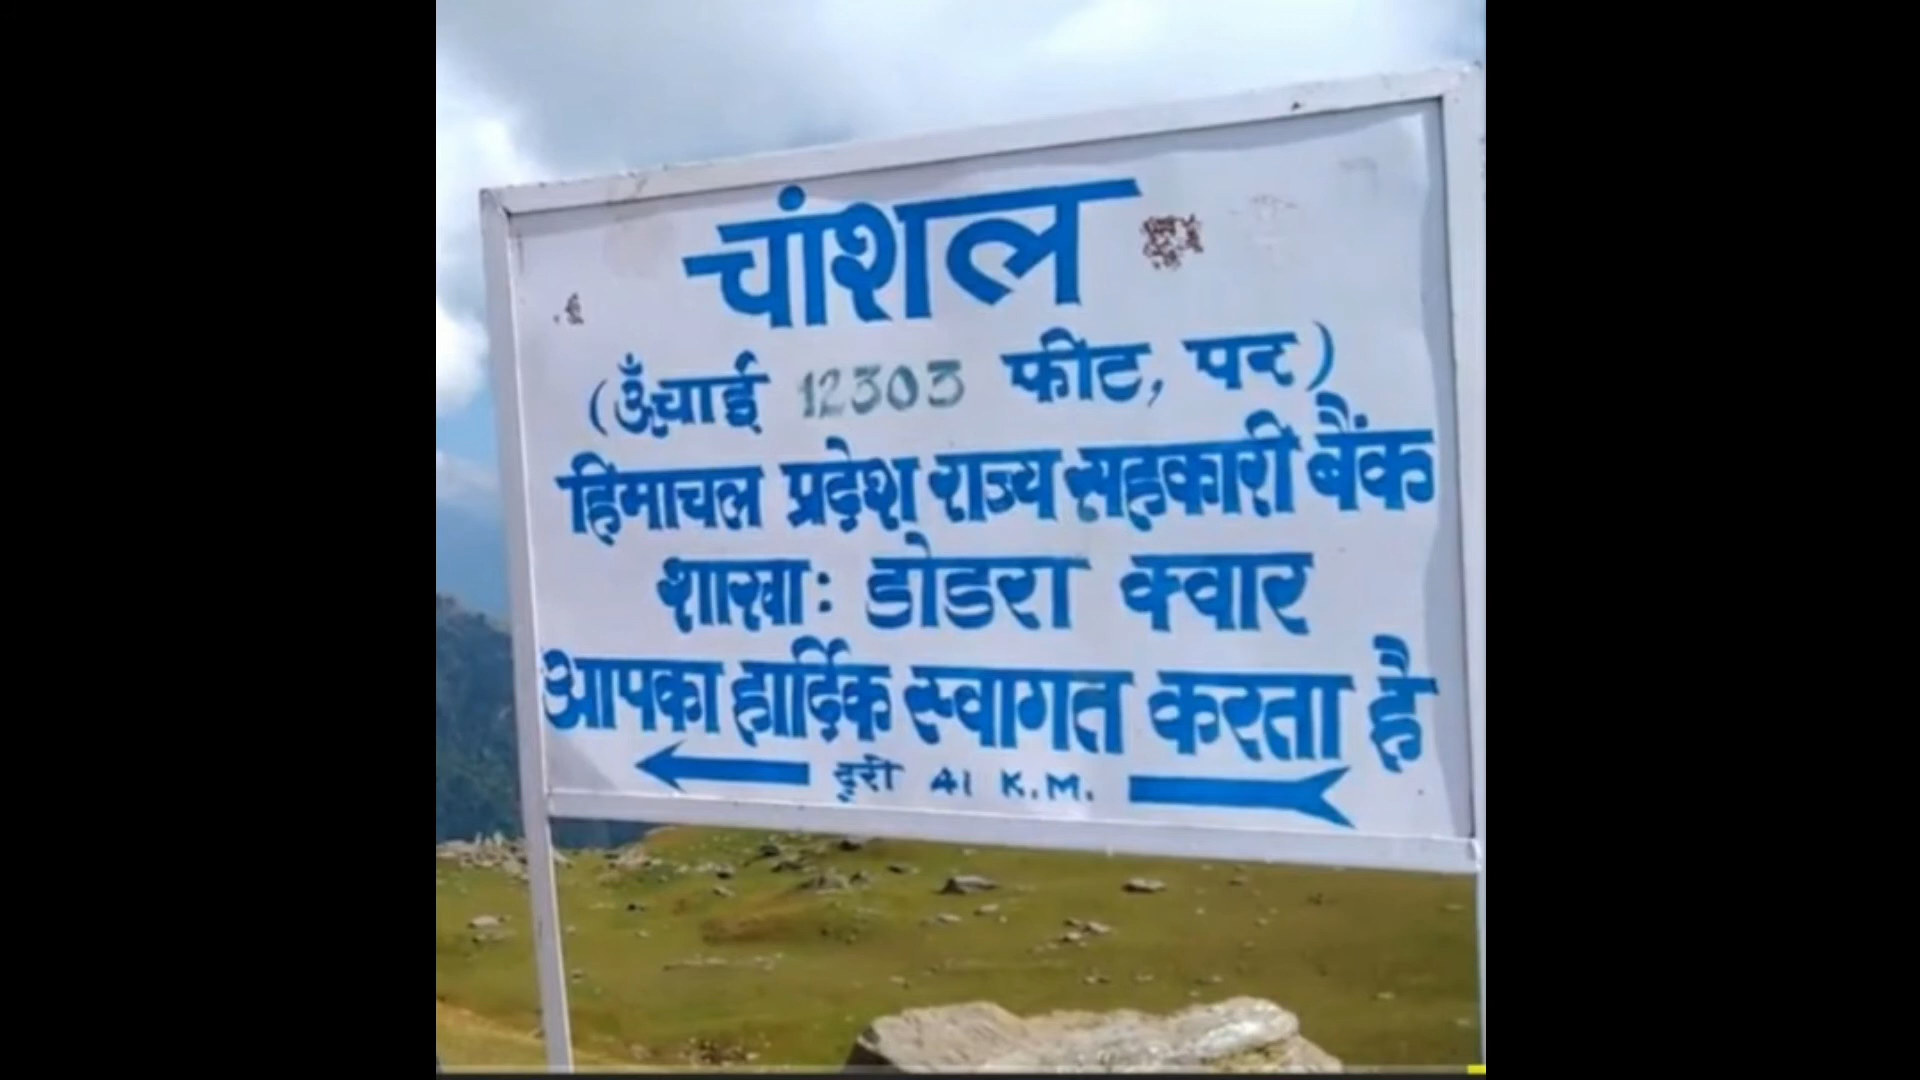 चांशल
(ऊँचाई 12303 फीट, पर)
हिमाचल प्रदेश राज्य सहकारी बैंक
शाखा: डोडरा क्वार
आपका हार्दिक स्वागत करता है
दूरी 41 K.M.